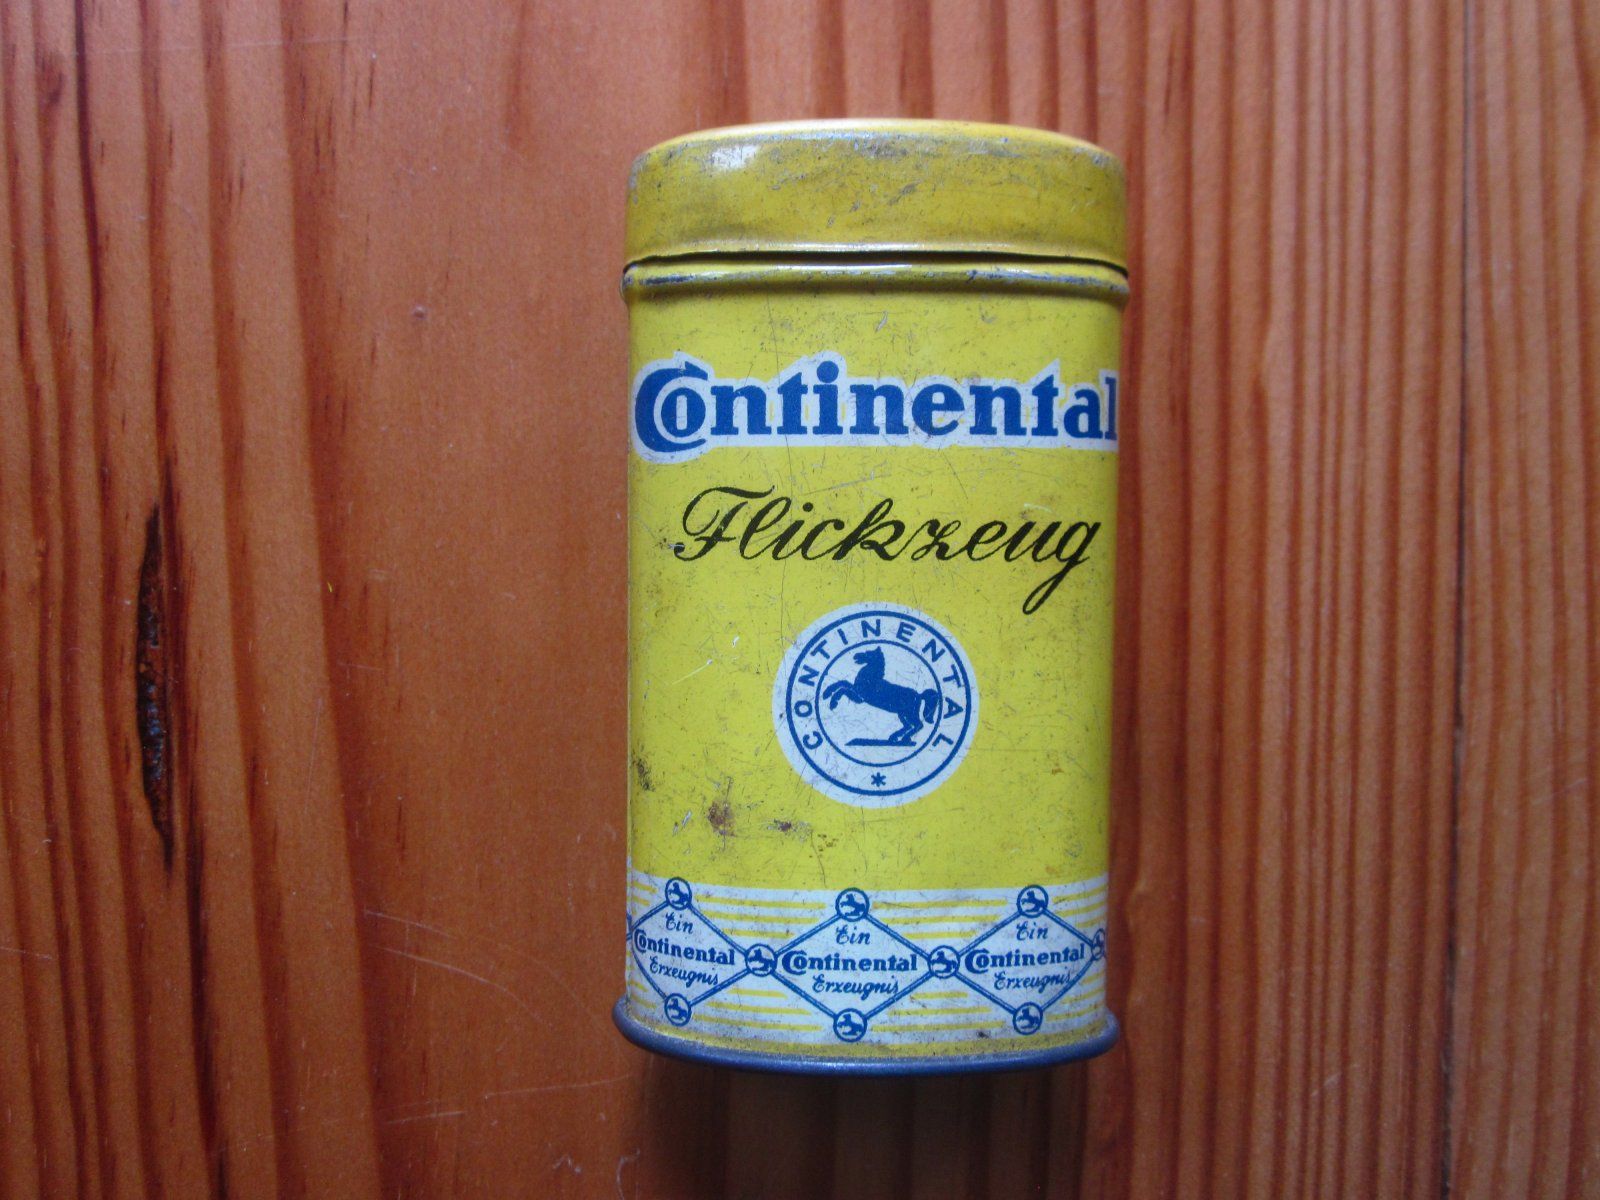 Continental
Flickzeug
CONTINENTAL *
Ein
Continental
Erzeugnis
Ein
Continental
Erzeugnis
Ein
Continental
Erzeugnis